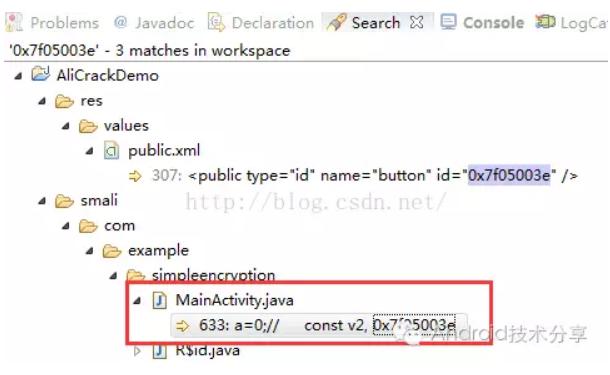 Problems @ Javadoc Declaration Search Console LogCat
'0x7f05003e' - 3 matches in workspace
AliCrackDemo
res
values
public.xml
307: <public type="id" name="button" id="0x7f05003e" />
http://blog.csdn.net/
smali
com
example
simpleencryption
MainActivity.java
633: a=0;// const v2, 0x7f05003e
Android技术分享
R$id.java